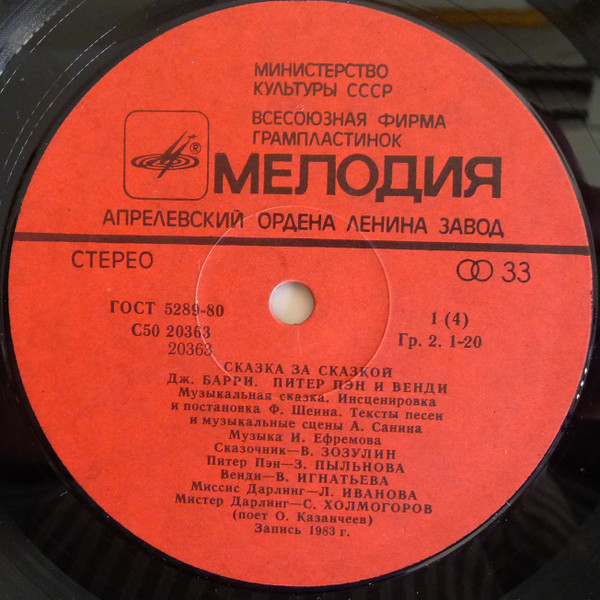 МИНИСТЕРСТВО
КУЛЬТУРЫ СССР
ВСЕСОЮЗНАЯ ФИРМА
ГРАМПЛАСТИНОК
®
МЕЛОДИЯ
АПРЕЛЕВСКИЙ ОРДЕНА ЛЕНИНА ЗАВОД
СТЕРЕО
33
ГОСТ 5289-80
С50 20363
20363
1 (4)
Гр. 2. 1-20
СКАЗКА ЗА СКАЗКОЙ
Дж. БАРРИ. ПИТЕР ПЭН И ВЕНДИ
Музыкальная сказка. Инсценировка
и постановка Ф. Шеина. Тексты песен
и музыкальные сцены А. Санина
Музыка И. Ефремова
Сказочник—В. ЗОЗУЛИН
Питер Пэн—З. ПЫЛЬНОВА
Венди—В. ИГНАТЬЕВА
Миссис Дарлинг—Л. ИВАНОВА
Мистер Дарлинг—С. ХОЛМОГОРОВ
(поет О. Казанчеев)
Запись 1983 г.